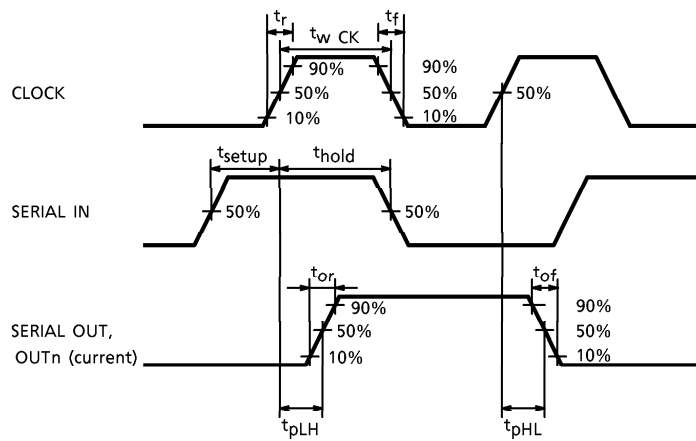 tr tw CK tf
90% 90%
CLOCK 50% 50% 50%
10% 10%
tsetup thold
SERIAL IN 50% 50%
tor tof
90% 90%
SERIAL OUT, 50% 50%
OUTn (current) 10% 10%
tpLH tpHL